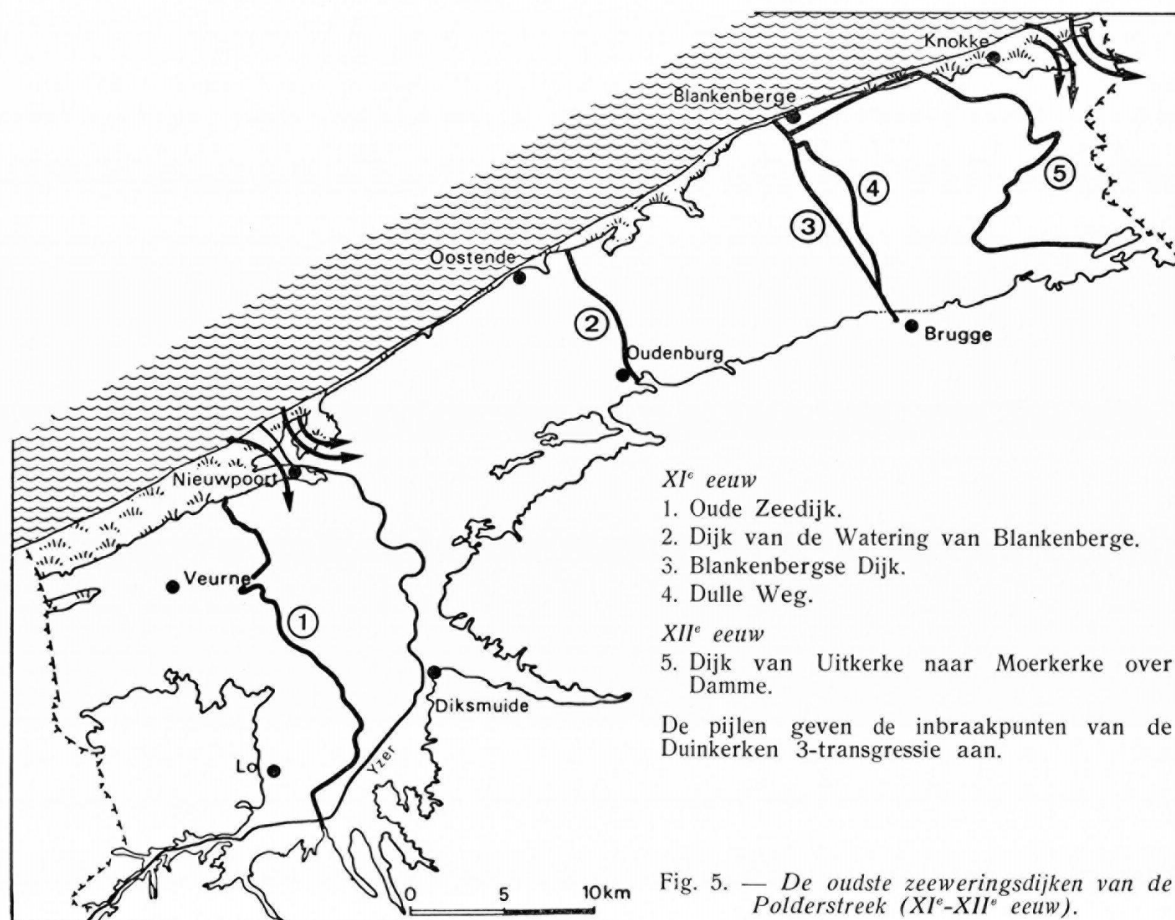 Knokke
Blankenberge
5
4
3
Oostende
2
Oudenburg
Brugge
Nieuwpoort
Veurne
1
Diksmuide
Lo
Yzer
0 5 10km
XIᵉ eeuw
1. Oude Zeedijk.
2. Dijk van de Watering van Blankenberge.
3. Blankenbergse Dijk.
4. Dulle Weg.
XIIᵉ eeuw
5. Dijk van Uitkerke naar Moerkerke over
Damme.
De pijlen geven de inbraakpunten van de
Duinkerken 3-transgressie aan.
Fig. 5. — De oudste zeeweringsdijken van de
Polderstreek (XIᵉ-XIIᵉ eeuw).